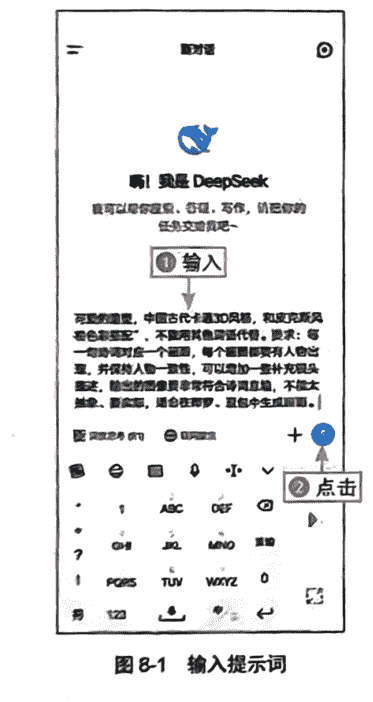 新对话
嗨！我是 DeepSeek
我可以帮你搜索、答疑、写作，请把你的
任务交给我吧~
① 输入
可爱的造型，中国古代卡通3D风格，和皮克斯风
格色彩搭配”，不能用其他词语代替。要求：每
一句诗词对应一个画面，每个画面都要有人物出
现，并保持人物一致性，可以增加一些补充镜头
描述，输出的图像要非常符合诗词意境，不能太
抽象、要实际，适合在即梦、豆包中生成画面。
深度思考 (R1) 联网搜索
② 点击
1 ABC DEF
? GHI JKL MNO 重输
! PQRS TUV WXYZ 0
符 123
图 8-1 输入提示词